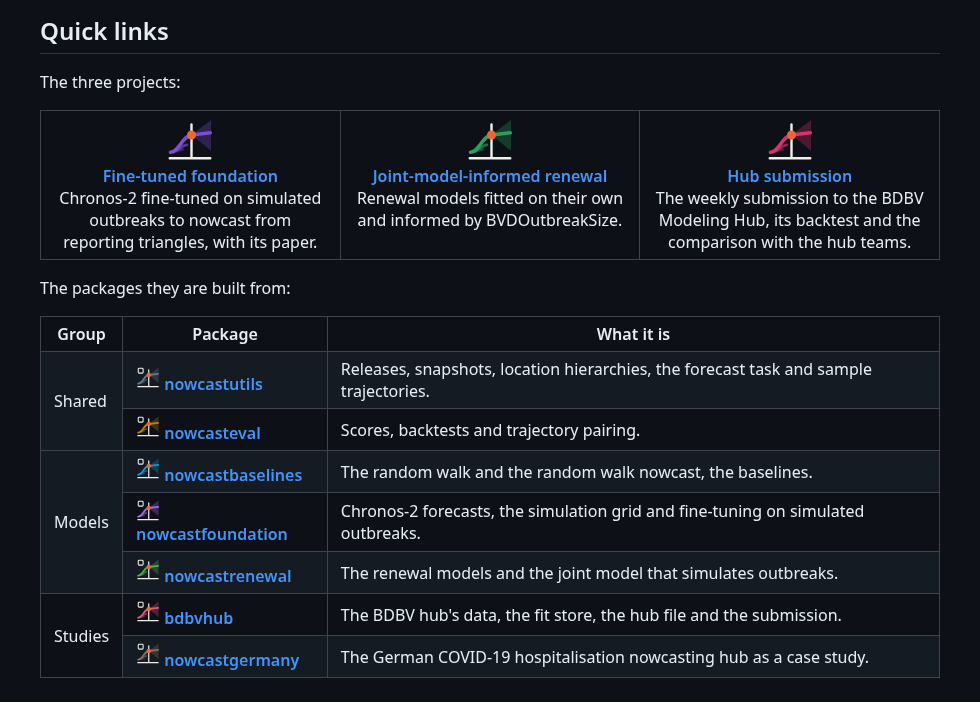 Quick links
The three projects:
Fine-tuned foundation
Chronos-2 fine-tuned on simulated
outbreaks to nowcast from
reporting triangles, with its paper.
Joint-model-informed renewal
Renewal models fitted on their own
and informed by BVDOutbreakSize.
Hub submission
The weekly submission to the BDBV
Modeling Hub, its backtest and the
comparison with the hub teams.
The packages they are built from:
Group Package What it is
Shared
nowcastutils
Releases, snapshots, location hierarchies, the forecast task and sample
trajectories.
nowcasteval
Scores, backtests and trajectory pairing.
Models
nowcastbaselines
The random walk and the random walk nowcast, the baselines.
nowcastfoundation
Chronos-2 forecasts, the simulation grid and fine-tuning on simulated
outbreaks.
nowcastrenewal
The renewal models and the joint model that simulates outbreaks.
Studies
bdbvhub
The BDBV hub's data, the fit store, the hub file and the submission.
nowcastgermany
The German COVID-19 hospitalisation nowcasting hub as a case study.